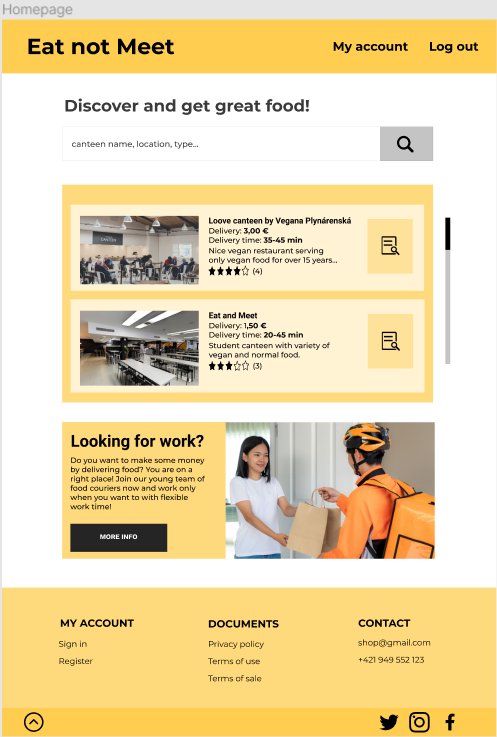 Homepage
Eat not Meet
My account
Log out
Discover and get great food!
canteen name, location, type...
Loove canteen by Vegana Plynárenská
Delivery: 3,00 €
Delivery time: 35-45 min
Nice vegan restaurant serving
only vegan food for over 15 years...
(4)
Eat and Meet
Delivery: 1,50 €
Delivery time: 20-45 min
Student canteen with variety of
vegan and normal food.
(3)
Looking for work?
Do you want to make some money
by delivering food? You are on a
right place! Join our young team of
food couriers now and work only
when you want to with flexible
work time!
MORE INFO
MY ACCOUNT
Sign in
Register
DOCUMENTS
Privacy policy
Terms of use
Terms of sale
CONTACT
shop@gmail.com
+421 949 552 123